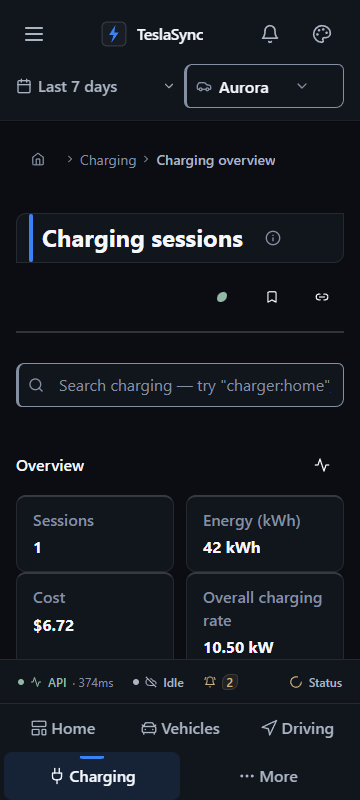 TeslaSync
Last 7 days
Aurora
Charging
Charging overview
Charging sessions
Search charging — try "charger:home"
Overview
Sessions
1
Energy (kWh)
42 kWh
Cost
$6.72
Overall charging
rate
10.50 kW
API · 374ms
Idle
2
Status
Home
Vehicles
Driving
Charging
More